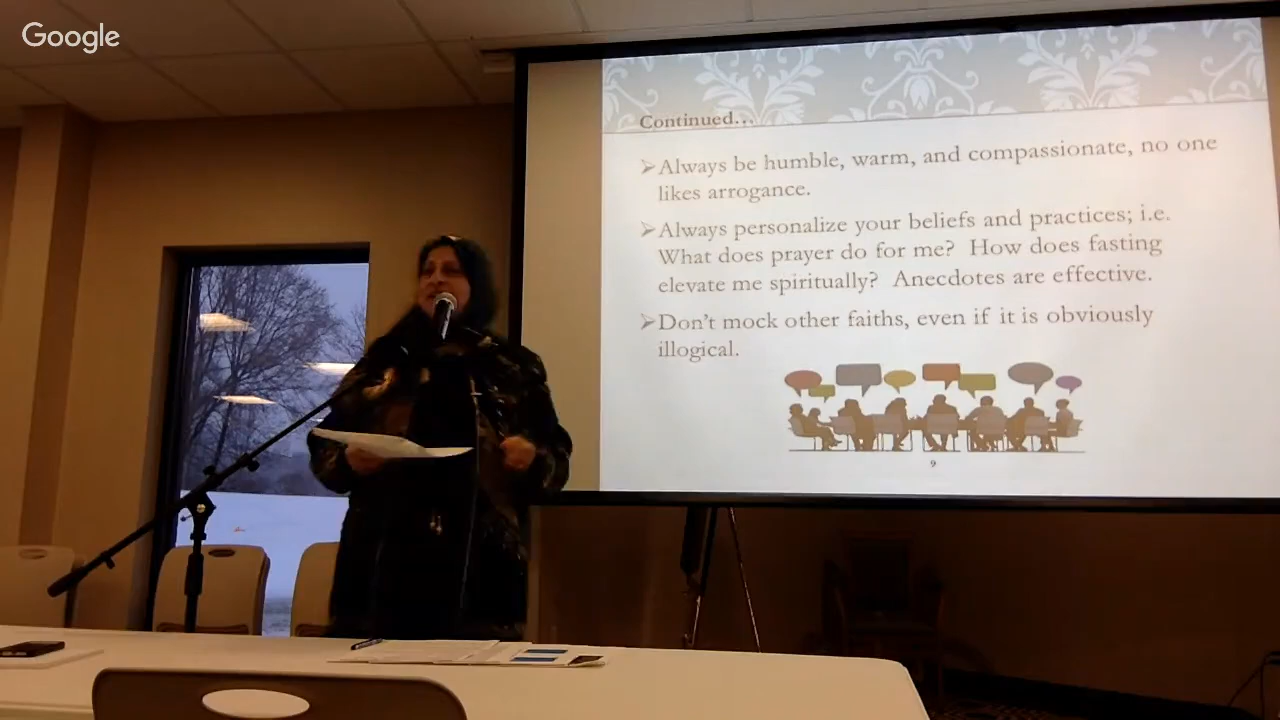 Google
Continued...
➢Always be humble, warm, and compassionate, no one
likes arrogance.
➢Always personalize your beliefs and practices; i.e.
What does prayer do for me? How does fasting
elevate me spiritually? Anecdotes are effective.
➢Don't mock other faiths, even if it is obviously
illogical.
9